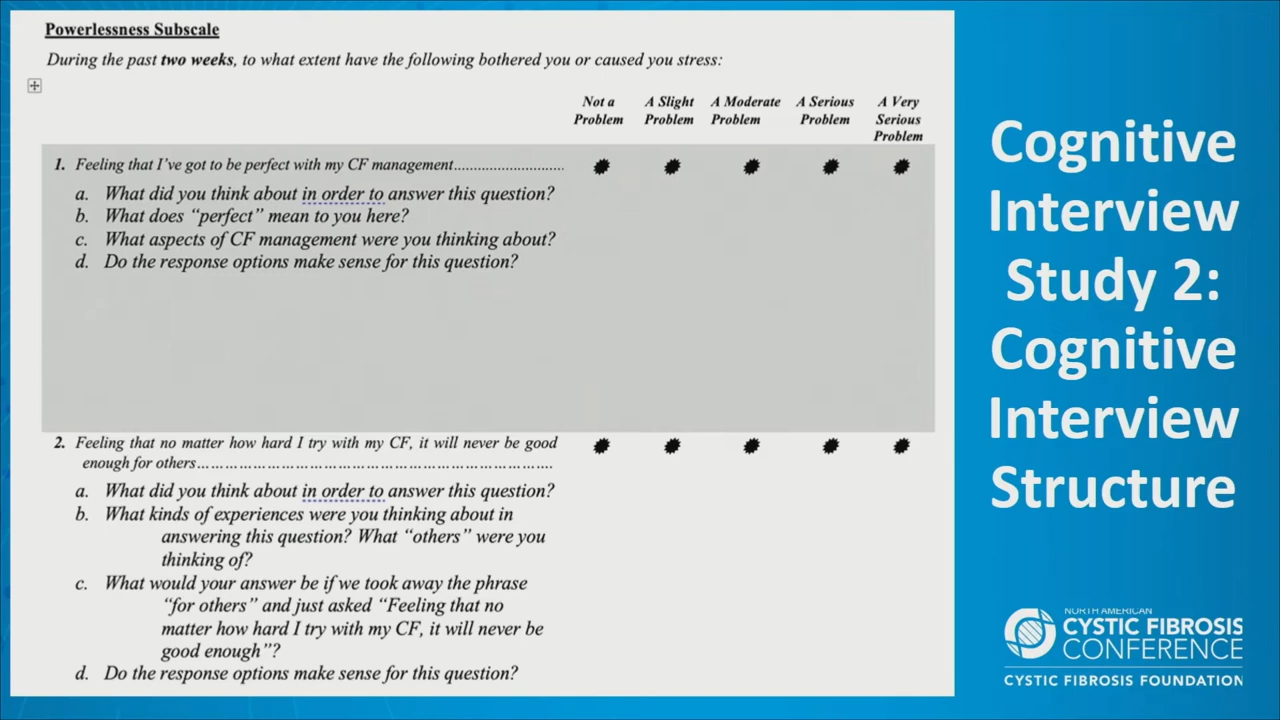 Powerlessness Subscale
During the past two weeks, to what extent have the following bothered you or caused you stress:
Not a Problem
A Slight Problem
A Moderate Problem
A Serious Problem
A Very Serious Problem
1. Feeling that I've got to be perfect with my CF management............................
a. What did you think about in order to answer this question?
b. What does "perfect" mean to you here?
c. What aspects of CF management were you thinking about?
d. Do the response options make sense for this question?
2. Feeling that no matter how hard I try with my CF, it will never be good
enough for others………………………………………………………………….
a. What did you think about in order to answer this question?
b. What kinds of experiences were you thinking about in
answering this question? What "others" were you
thinking of?
c. What would your answer be if we took away the phrase
"for others" and just asked "Feeling that no
matter how hard I try with my CF, it will never be
good enough"?
d. Do the response options make sense for this question?
Cognitive
Interview
Study 2:
Cognitive
Interview
Structure
NORTH AMERICAN
CYSTIC FIBROSIS
CONFERENCE
CYSTIC FIBROSIS FOUNDATION